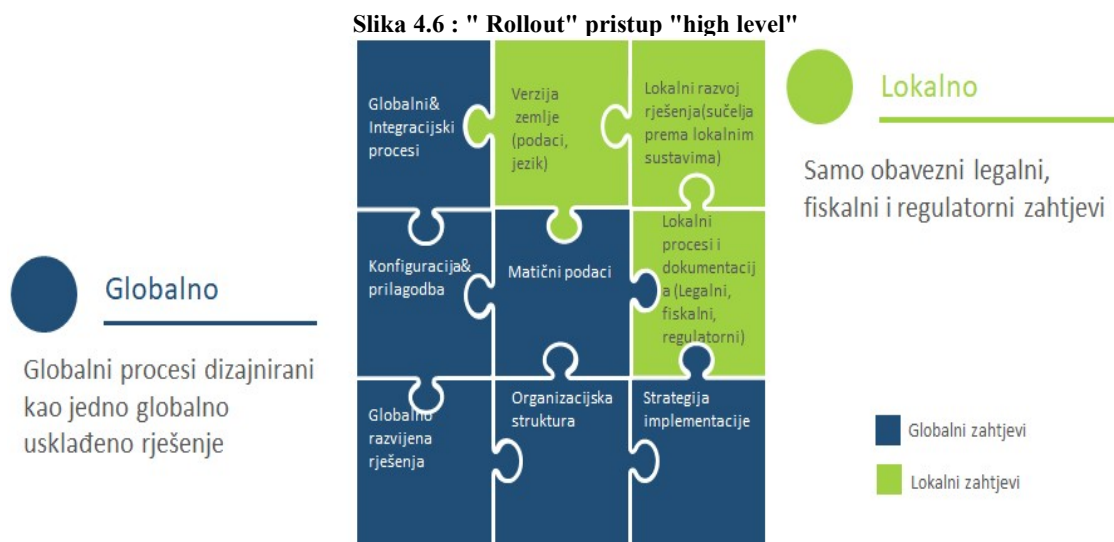 Slika 4.6 : " Rollout" pristup "high level"
Globalni&
Integracijski
procesi
Verzija
zemlje
(podaci,
jezik)
Lokalni razvoj
rješenja(sučelja
prema lokalnim
sustavima)
Konfiguracija&
prilagodba
Matični podaci
Lokalni
procesi i
dokumentacij
a (Legalni,
fiskalni,
regulatorni)
Globalno
razvijena
rješenja
Organizacijska
struktura
Strategija
implementacije
Globalno
Globalni procesi dizajnirani
kao jedno globalno
usklađeno rješenje
Lokalno
Samo obavezni legalni,
fiskalni i regulatorni zahtjevi
Globalni zahtjevi
Lokalni zahtjevi